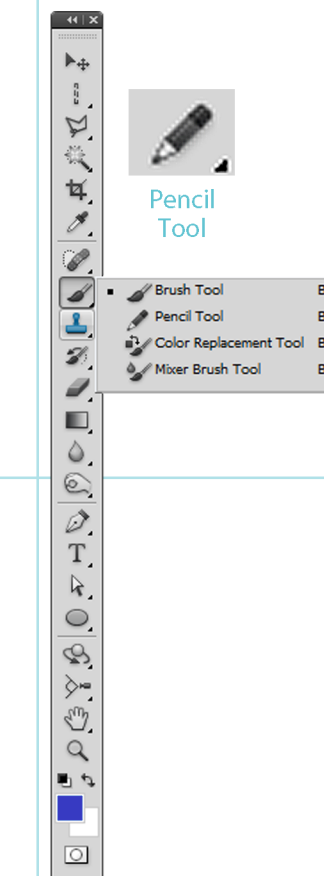 Pencil
Tool
Brush Tool B
Pencil Tool B
Color Replacement Tool B
Mixer Brush Tool B
T